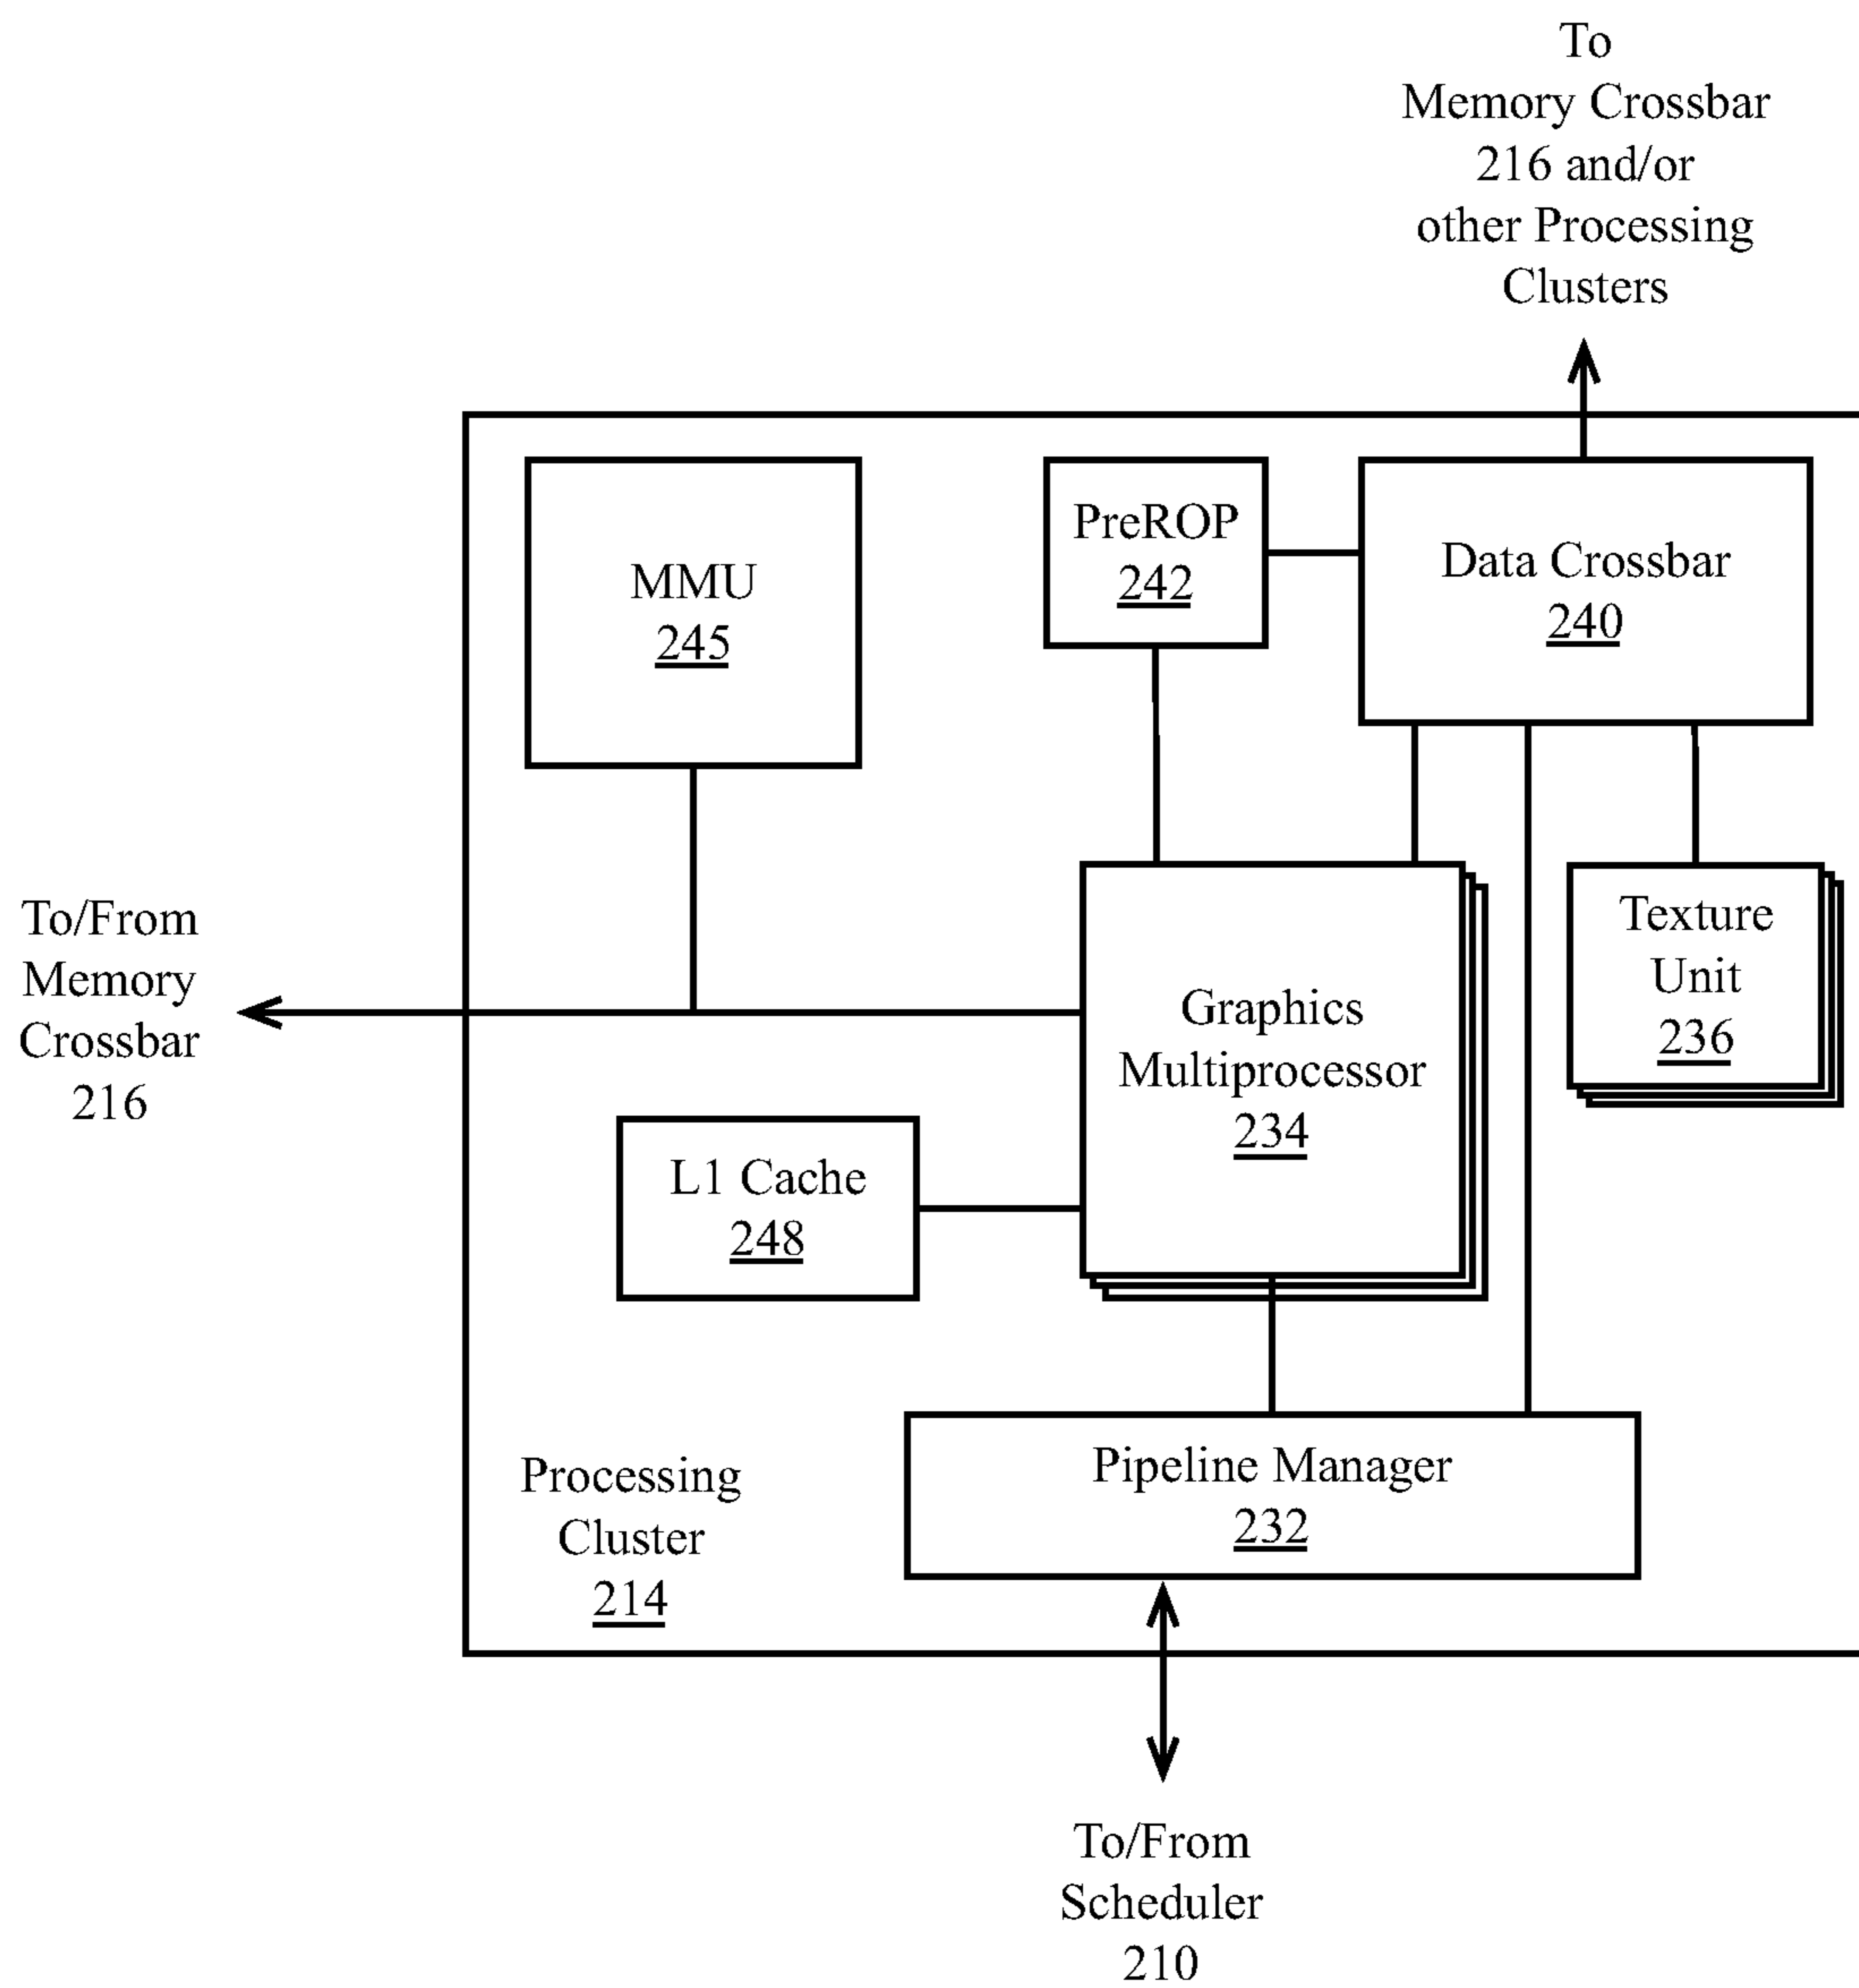 To
Memory Crossbar
216 and/or
other Processing
Clusters
MMU
245
PreROP
242
Data Crossbar
240
To/From
Memory
Crossbar
216
Graphics
Multiprocessor
234
Texture
Unit
236
L1 Cache
248
Processing
Cluster
214
Pipeline Manager
232
To/From
Scheduler
210